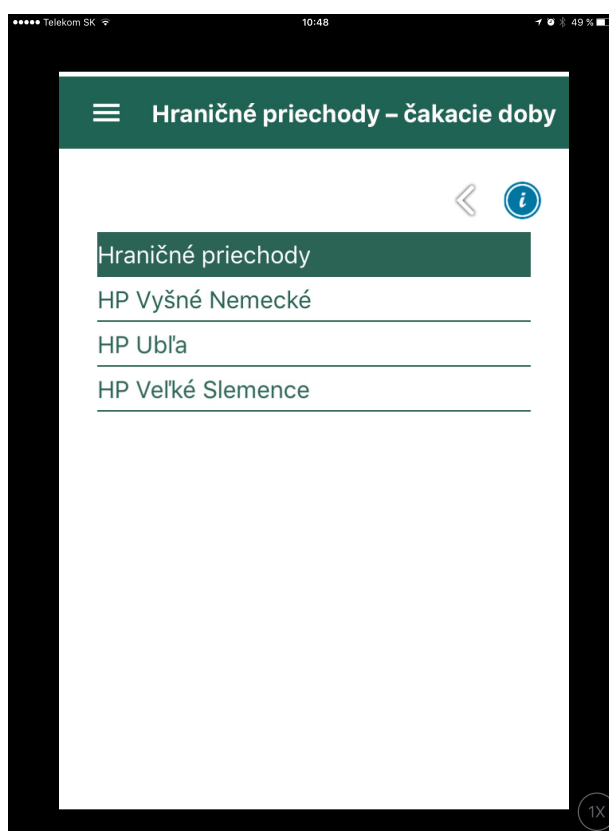 Telekom SK
10:48
49 %
Hraničné priechody – čakacie doby
i
Hraničné priechody
HP Vyšné Nemecké
HP Ubľa
HP Veľké Slemence
1X